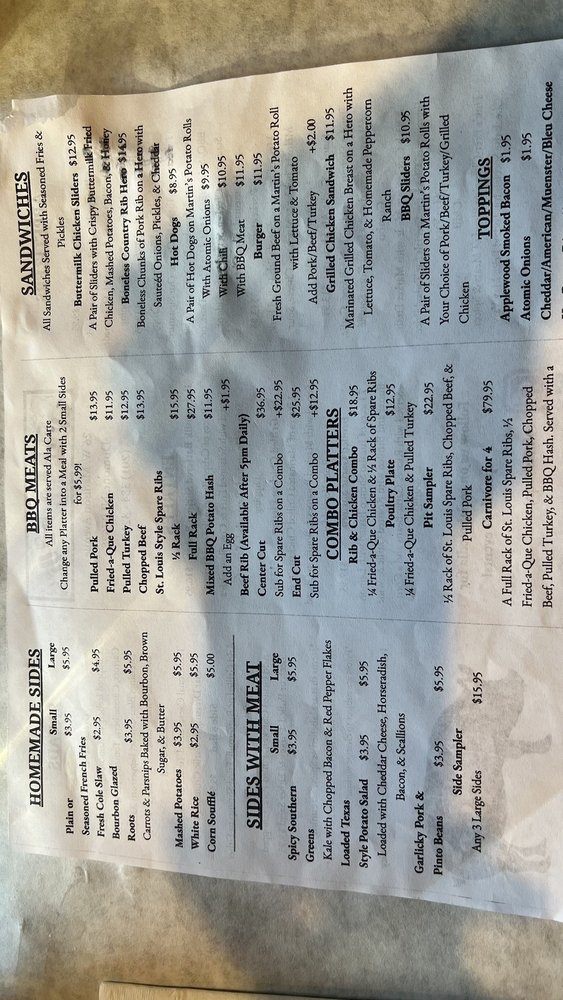 HOMEMADE SIDES
Small Large
Plain or $3.95 $5.95
Seasoned French Fries
Fresh Cole Slaw $2.95 $4.95
Bourbon Glazed
Roots $3.95 $5.95
Carrots & Parsnips Baked with Bourbon, Brown
Sugar, & Butter
Mashed Potatoes $3.95 $5.95
White Rice $2.95 $5.95
Corn Soufflé $5.00
SIDES WITH MEAT
Small Large
Spicy Southern $3.95 $5.95
Greens
Kale with Chopped Bacon & Red Pepper Flakes
Loaded Texas
Style Potato Salad $3.95 $5.95
Loaded with Cheddar Cheese, Horseradish,
Bacon, & Scallions
Garlicky Pork &
Pinto Beans $3.95 $5.95
Side Sampler
Any 3 Large Sides $15.95
BBQ MEATS
All items are served Ala Carte
Change any Platter into a Meal with 2 Small Sides
for $5.99!
Pulled Pork $13.95
Fried-a-Que Chicken $11.95
Pulled Turkey $12.95
Chopped Beef $13.95
St. Louis Style Spare Ribs
½ Rack $15.95
Full Rack $27.95
Mixed BBQ Potato Hash $11.95
Add an Egg +$1.95
Beef Rib (Available After 5pm Daily)
Center Cut $36.95
Sub for Spare Ribs on a Combo +$22.95
End Cut $25.95
Sub for Spare Ribs on a Combo +$12.95
COMBO PLATTERS
Rib & Chicken Combo $18.95
¼ Fried-a-Que Chicken & ½ Rack of Spare Ribs
Poultry Plate $12.95
¼ Fried-a-Que Chicken & Pulled Turkey
Pit Sampler $22.95
½ Rack of St. Louis Spare Ribs, Chopped Beef, &
Pulled Pork
Carnivore for 4 $79.95
A Full Rack of St. Louis Spare Ribs, ½
Fried-a-Que Chicken, Pulled Pork, Chopped
Beef, Pulled Turkey, & BBQ Hash. Served with a
SANDWICHES
All Sandwiches Served with Seasoned Fries &
Pickles
Buttermilk Chicken Sliders $12.95
A Pair of Sliders with Crispy Buttermilk Fried
Chicken, Mashed Potatoes, Bacon, & Honey
Boneless Country Rib Hero $14.95
Boneless Chunks of Pork Rib on a Hero with
Sauteed Onions, Pickles, & Cheddar
Hot Dogs $8.95
A Pair of Hot Dogs on Martin's Potato Rolls
With Atomic Onions $9.95
With Chili $10.95
With BBQ Meat $11.95
Burger $11.95
Fresh Ground Beef on a Martin's Potato Roll
with Lettuce & Tomato
Add Pork/Beef/Turkey +$2.00
Grilled Chicken Sandwich $11.95
Marinated Grilled Chicken Breast on a Hero with
Lettuce, Tomato, & Homemade Peppercorn
Ranch
BBQ Sliders $10.95
A Pair of Sliders on Martin's Potato Rolls with
Your Choice of Pork/Beef/Turkey/Grilled
Chicken
TOPPINGS
Applewood Smoked Bacon $1.95
Atomic Onions $1.95
Cheddar/American/Muenster/Bleu Cheese